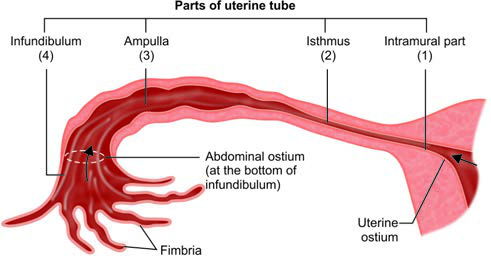 Parts of uterine tube
Infundibulum
(4)
Ampulla
(3)
Isthmus
(2)
Intramural part
(1)
Abdominal ostium
(at the bottom of
infundibulum)
Uterine
ostium
Fimbria